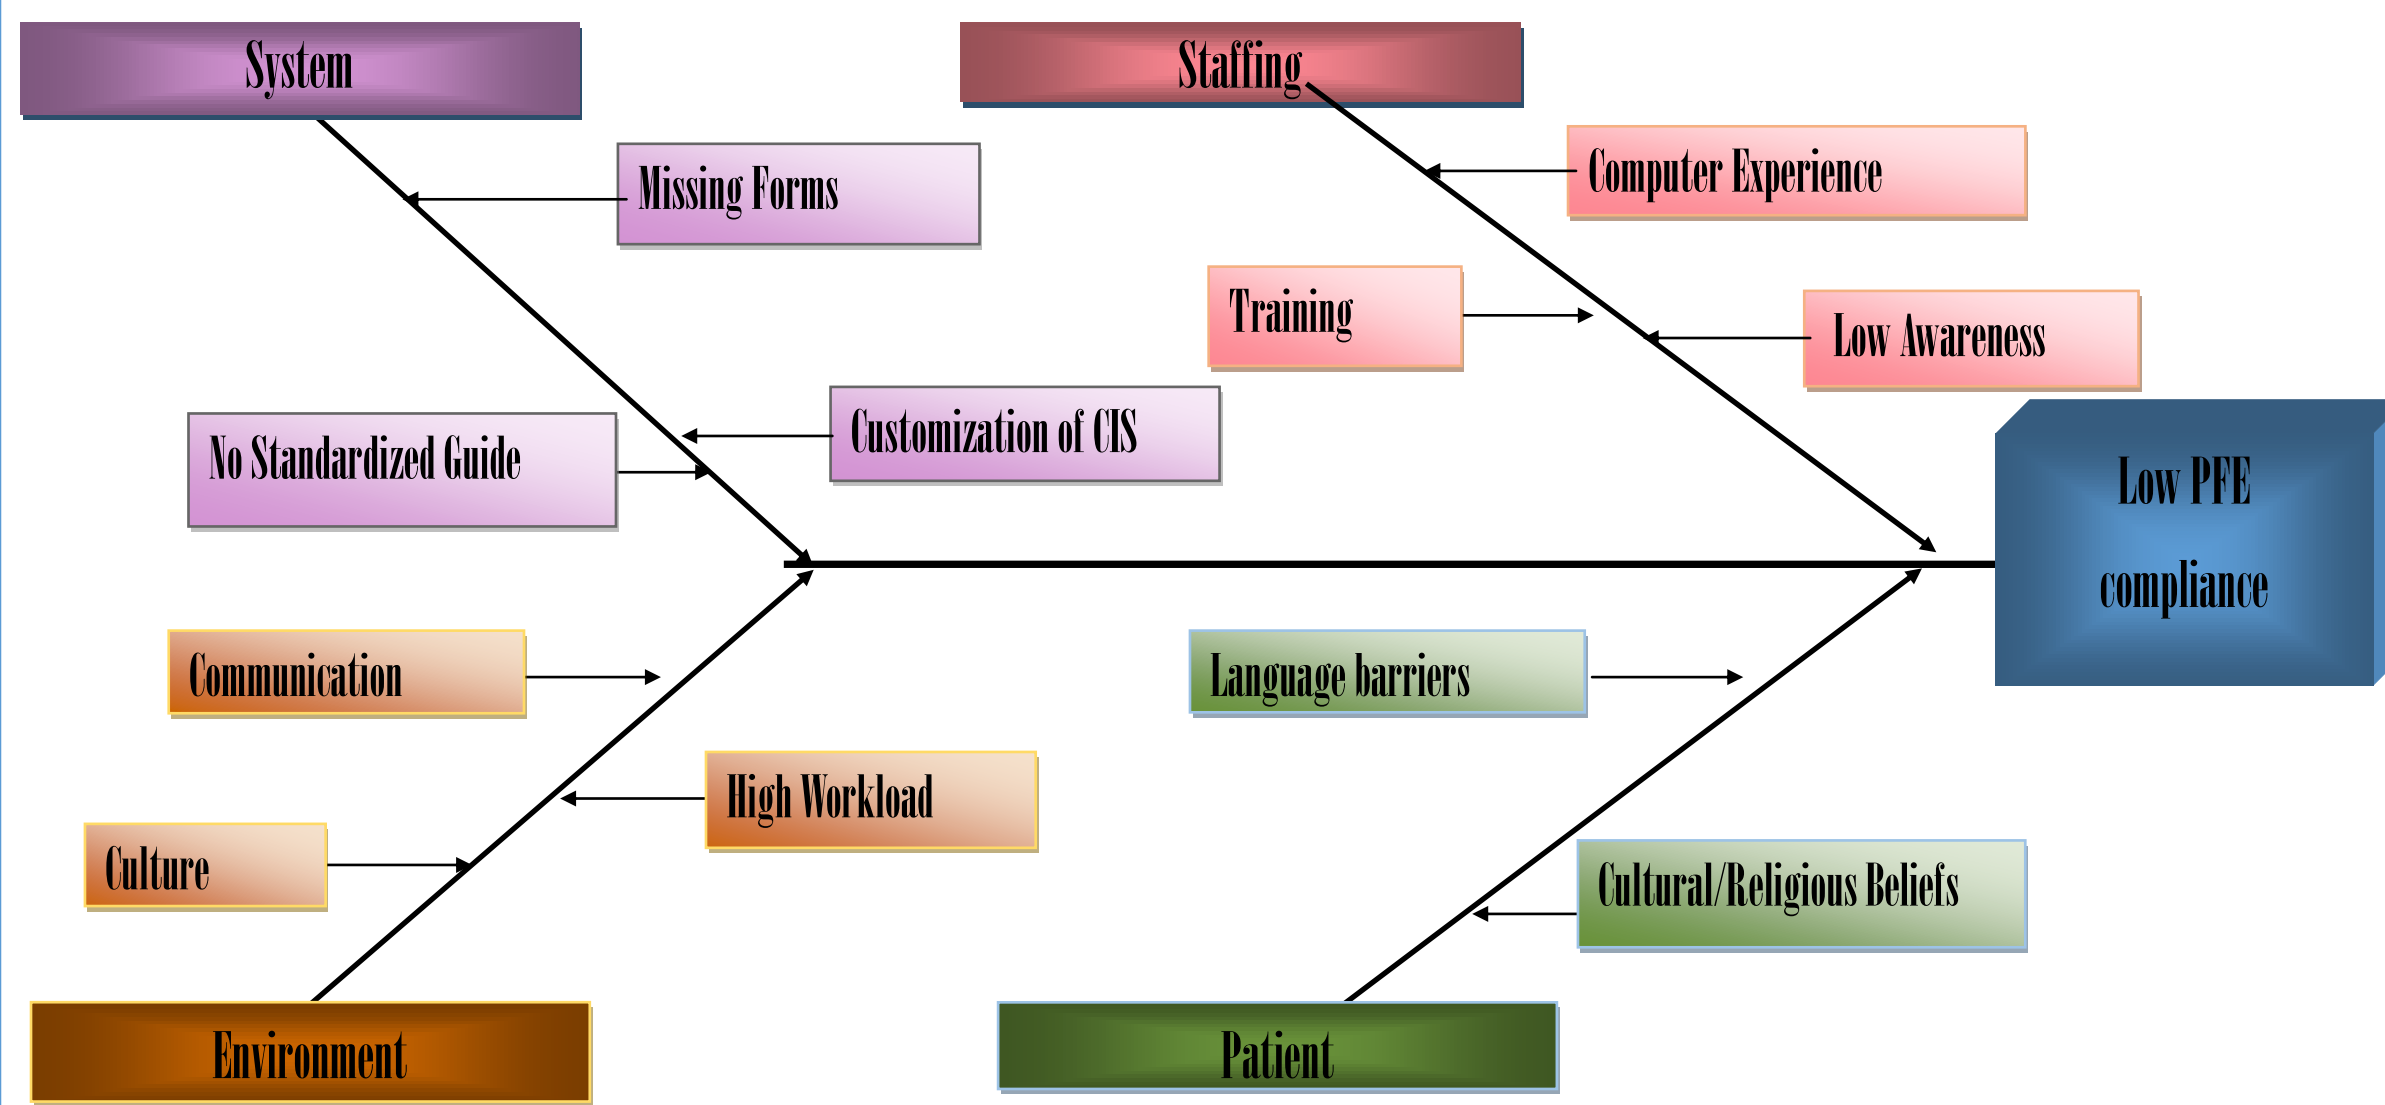 System
Staffing
Missing Forms
Computer Experience
Training
Low Awareness
No Standardized Guide
Customization of CIS
Low PFE
compliance
Communication
Language barriers
High Workload
Culture
Cultural/Religious Beliefs
Environment
Patient